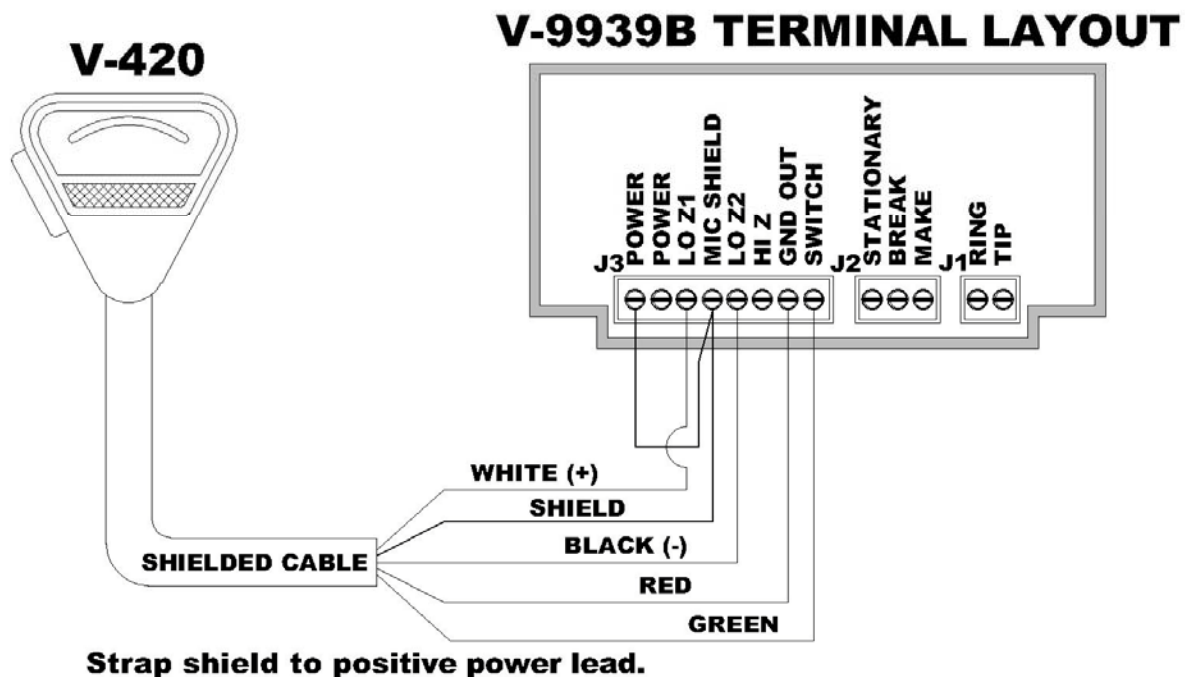 V-9939B TERMINAL LAYOUT
V-420
J3
POWER
POWER
LO Z1
MIC SHIELD
LO Z2
HI Z
GND OUT
SWITCH
J2
STATIONARY
BREAK
MAKE
J1
RING
TIP
WHITE (+)
SHIELD
BLACK (-)
SHIELDED CABLE
RED
GREEN
Strap shield to positive power lead.